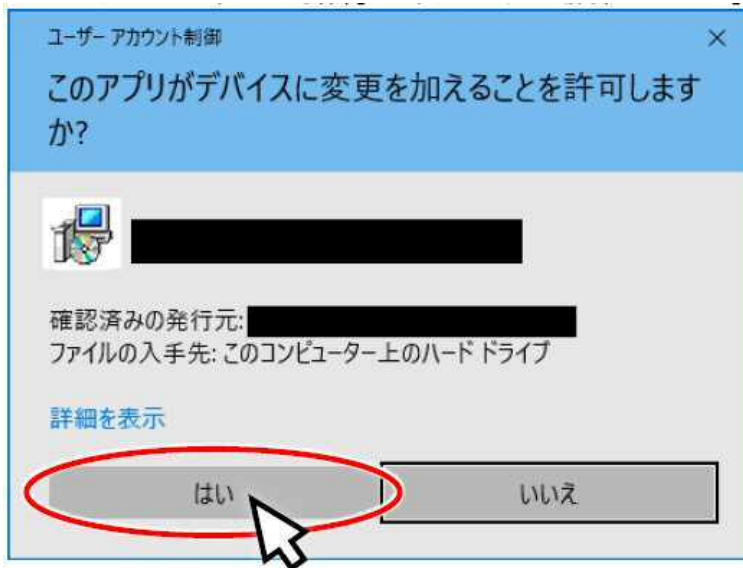 ユーザー アカウント制御
このアプリがデバイスに変更を加えることを許可します
か?
確認済みの発行元:
ファイルの入手先: このコンピューター上のハード ドライブ
詳細を表示
はい
いいえ